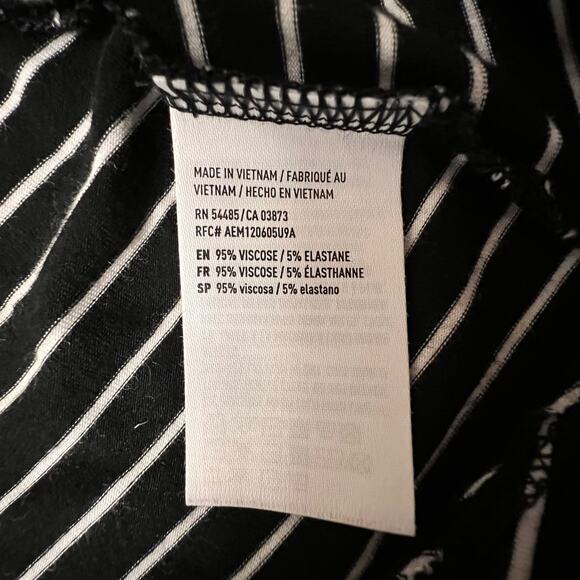 MADE IN VIETNAM / FABRIQUÉ AU
VIETNAM / HECHO EN VIETNAM
RN 54485 / CA 03873
RFC# AEM120605U9A
EN 95% VISCOSE / 5% ELASTANE
FR 95% VISCOSE / 5% ÉLASTHANNE
SP 95% viscosa / 5% elastano